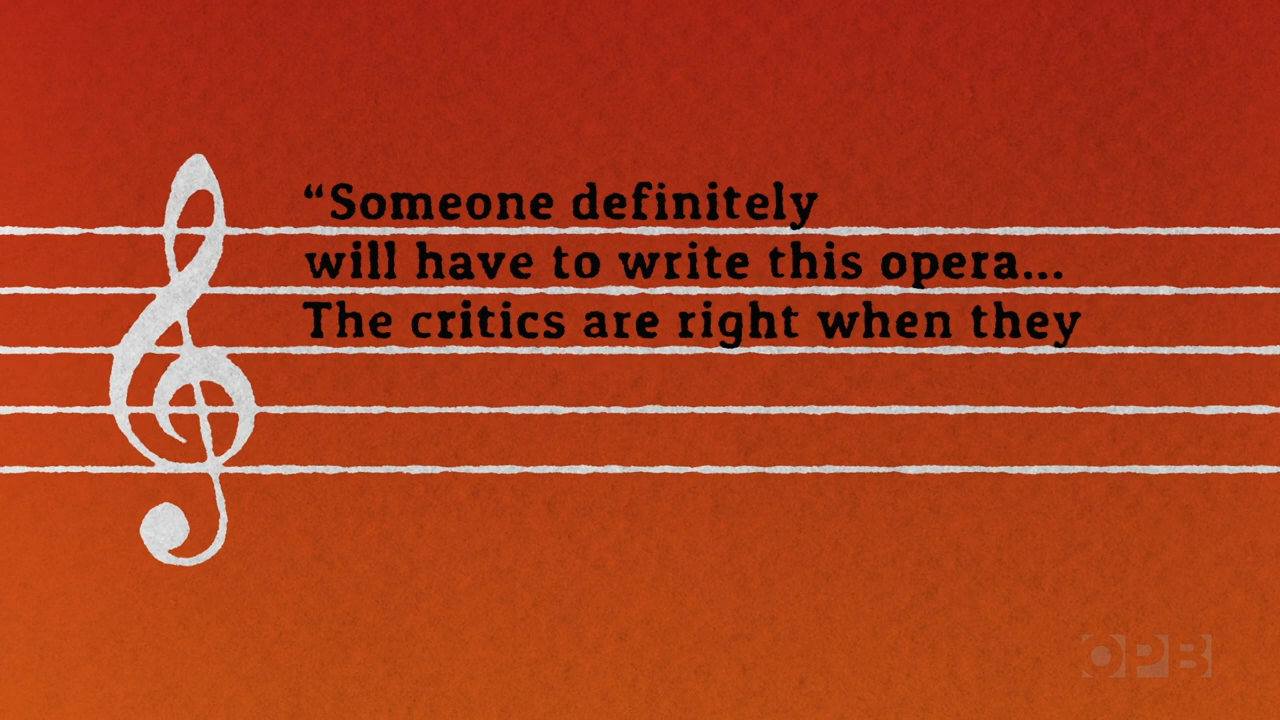 “Someone definitely
will have to write this opera...
The critics are right when they
OPB